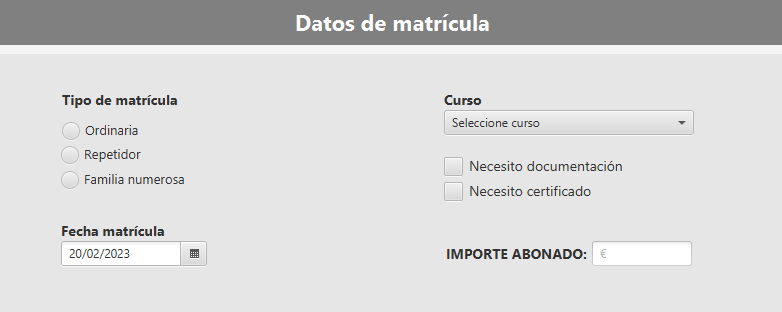 Datos de matrícula
Tipo de matrícula
Ordinaria
Repetidor
Familia numerosa
Fecha matrícula
20/02/2023
Curso
Seleccione curso
Necesito documentación
Necesito certificado
IMPORTE ABONADO:
€